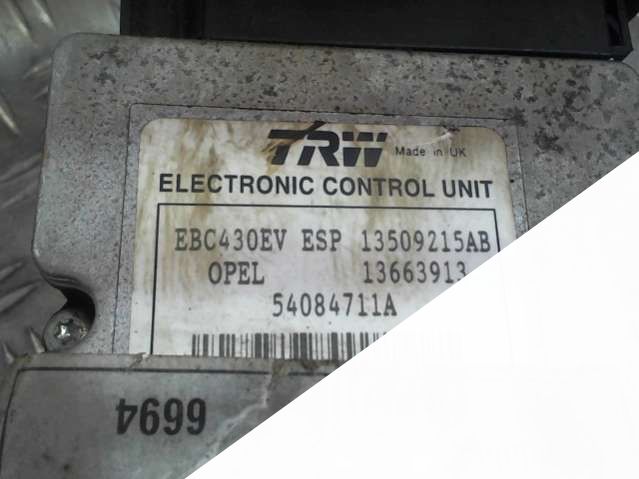 TRW Made in UK
ELECTRONIC CONTROL UNIT
EBC430EV ESP 13509215AB
OPEL 13663913
54084711A
6694